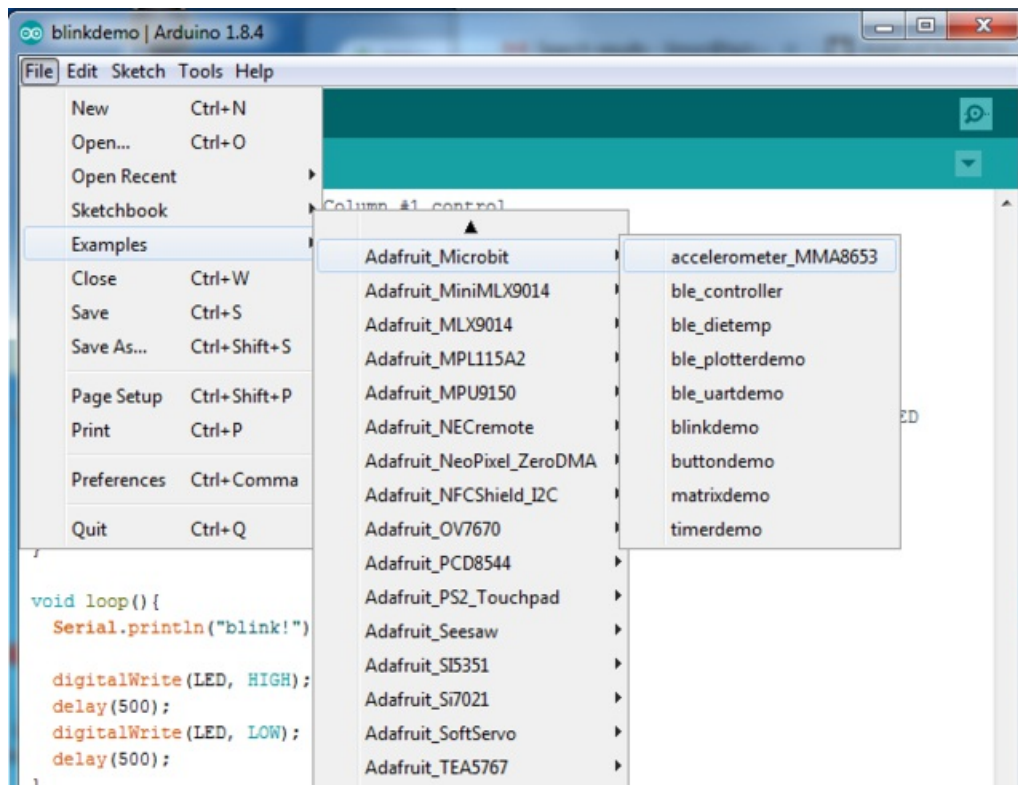 blinkdemo | Arduino 1.8.4
File Edit Sketch Tools Help
New Ctrl+N
Open... Ctrl+O
Open Recent
Sketchbook
Examples
Close Ctrl+W
Save Ctrl+S
Save As... Ctrl+Shift+S
Page Setup Ctrl+Shift+P
Print Ctrl+P
Preferences Ctrl+Comma
Quit Ctrl+Q
Column #1 control
Adafruit_Microbit
Adafruit_MiniMLX9014
Adafruit_MLX9014
Adafruit_MPL115A2
Adafruit_MPU9150
Adafruit_NECremote
Adafruit_NeoPixel_ZeroDMA
Adafruit_NFCShield_I2C
Adafruit_OV7670
Adafruit_PCD8544
Adafruit_PS2_Touchpad
Adafruit_Seesaw
Adafruit_SI5351
Adafruit_Si7021
Adafruit_SoftServo
Adafruit_TEA5767
accelerometer_MMA8653
ble_controller
ble_dietemp
ble_plotterdemo
ble_uartdemo
blinkdemo
buttondemo
matrixdemo
timerdemo
void loop(){
Serial.println("blink!")
digitalWrite(LED, HIGH);
delay(500);
digitalWrite(LED, LOW);
delay(500);